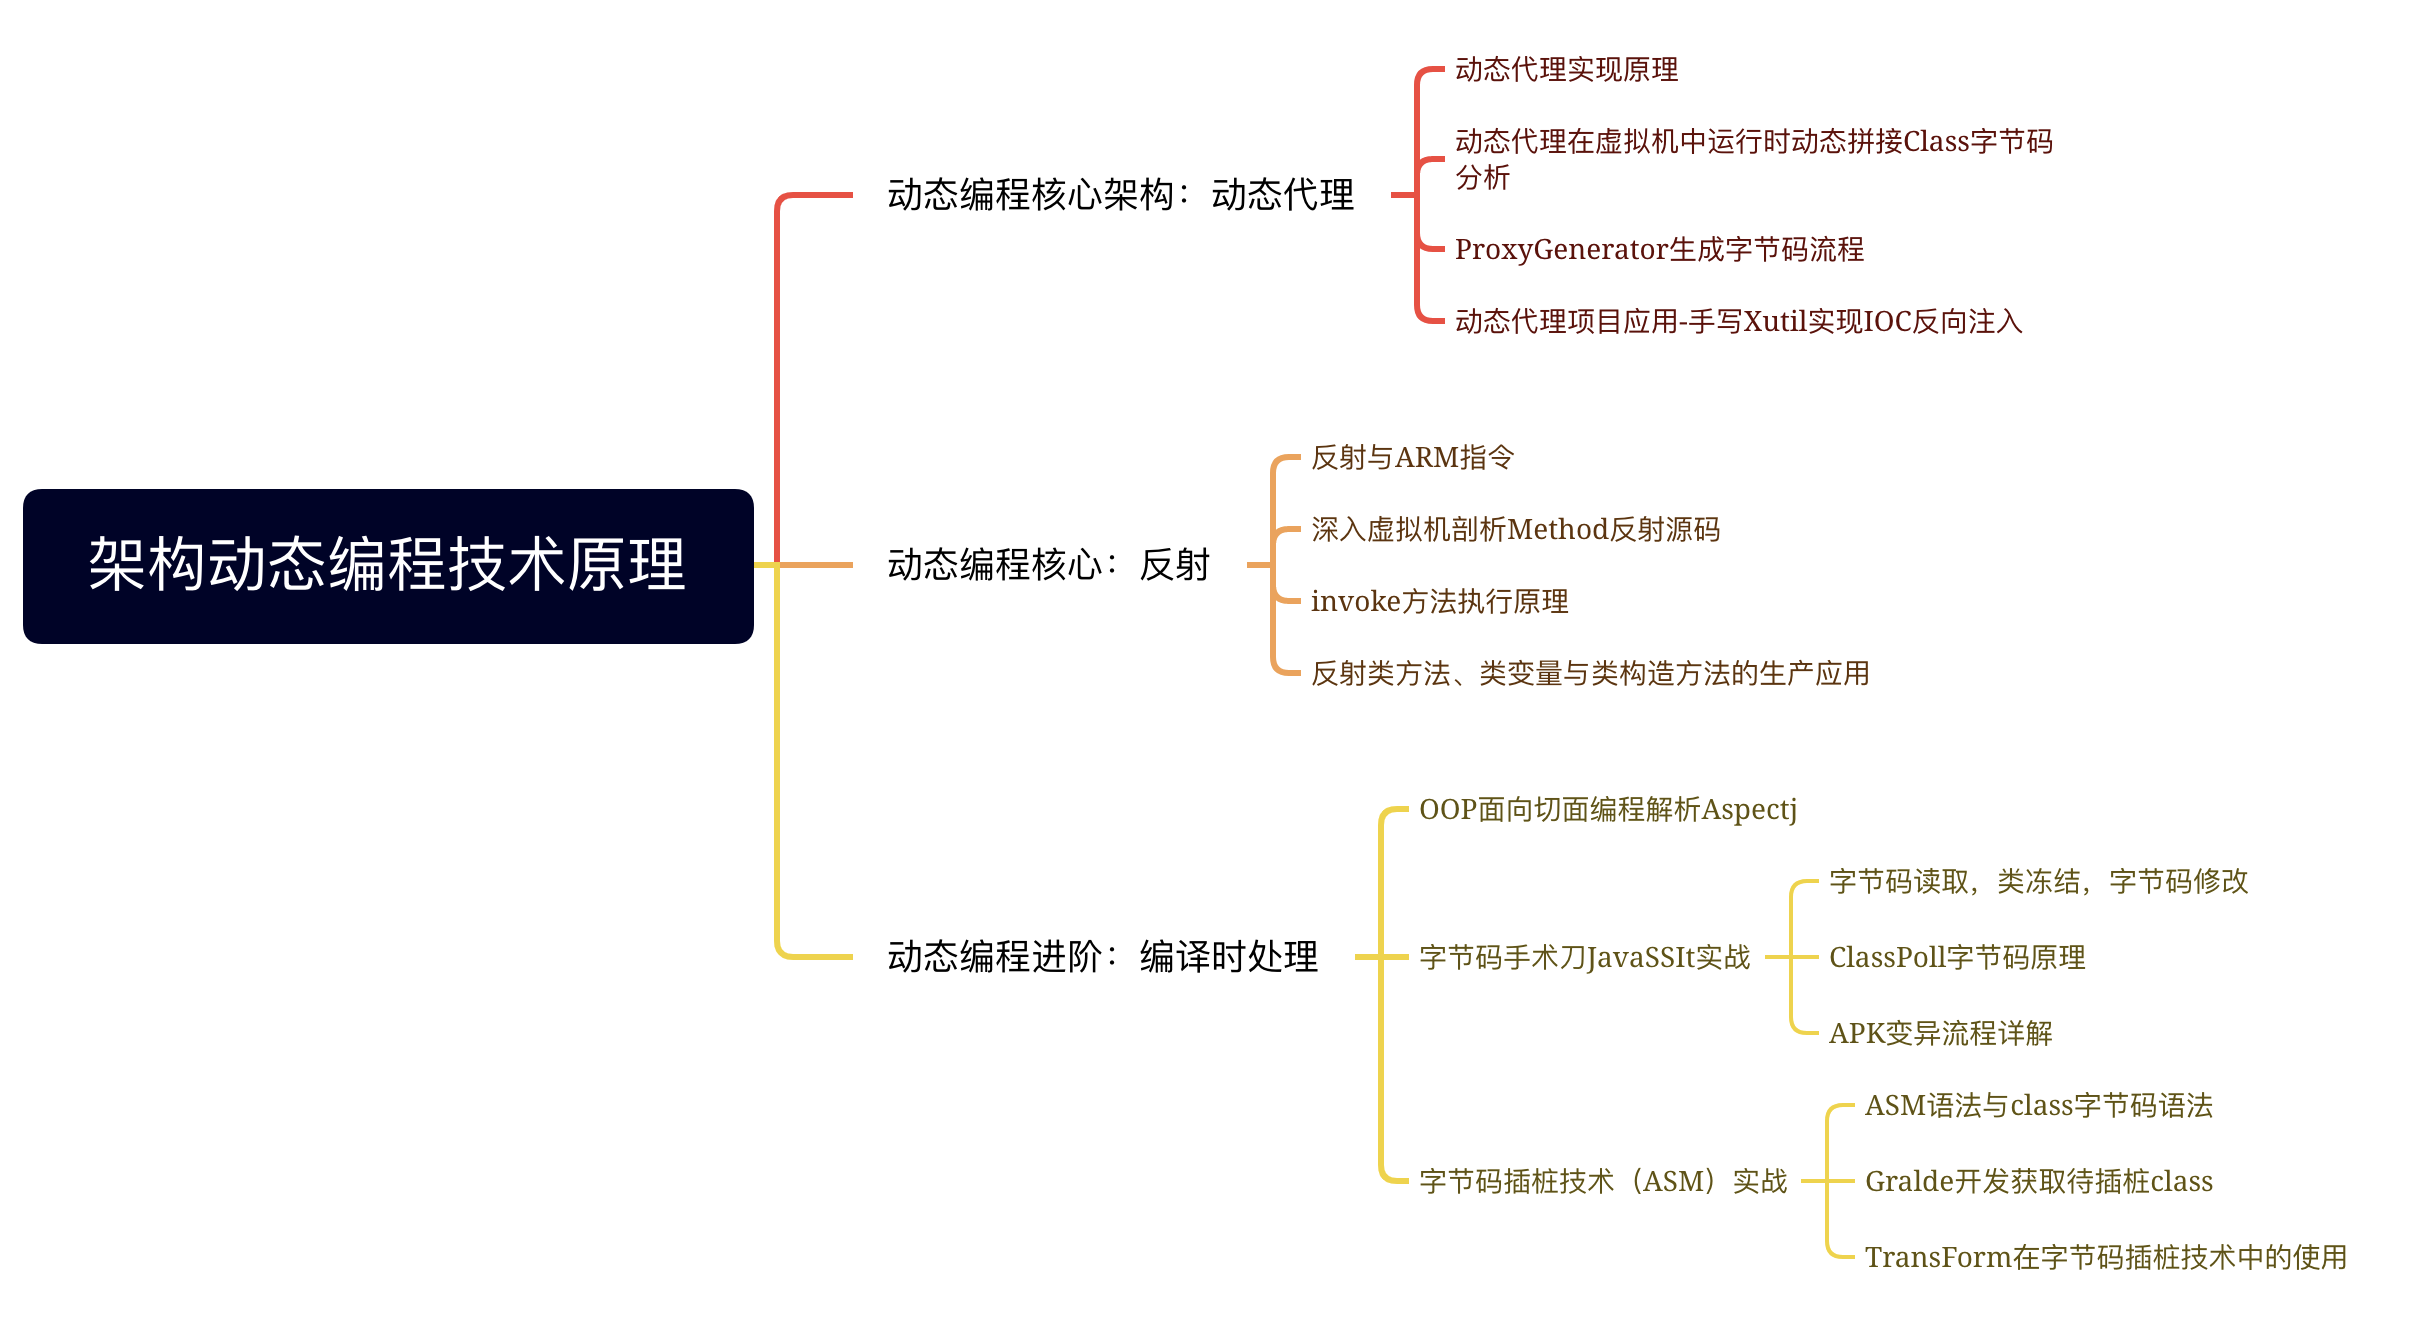 架构动态编程技术原理
动态编程核心架构：动态代理
动态代理实现原理
动态代理在虚拟机中运行时动态拼接Class字节码
分析
ProxyGenerator生成字节码流程
动态代理项目应用-手写Xutil实现IOC反向注入
动态编程核心：反射
反射与ARM指令
深入虚拟机剖析Method反射源码
invoke方法执行原理
反射类方法、类变量与类构造方法的生产应用
动态编程进阶：编译时处理
OOP面向切面编程解析Aspectj
字节码手术刀JavaSSIt实战
字节码读取，类冻结，字节码修改
ClassPoll字节码原理
APK变异流程详解
字节码插桩技术（ASM）实战
ASM语法与class字节码语法
Gralde开发获取待插桩class
TransForm在字节码插桩技术中的使用